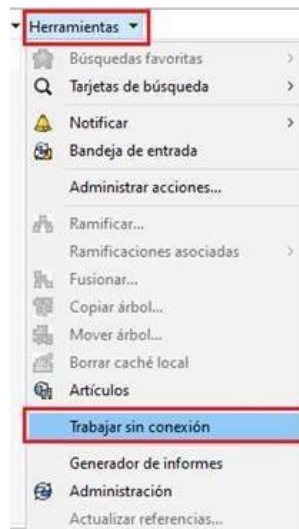 Herramientas
Búsquedas favoritas
Tarjetas de búsqueda
Notificar
Bandeja de entrada
Administrar acciones...
Ramificar...
Ramificaciones asociadas
Fusionar...
Copiar árbol...
Mover árbol...
Borrar caché local
Artículos
Trabajar sin conexión
Generador de informes
Administración
Actualizar referencias...